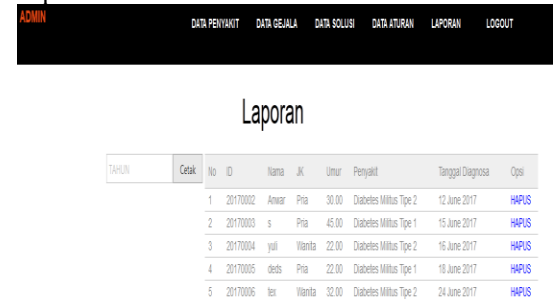 ADMIN DATA PENYAKIT DATA GEJALA DATA SOLUSI DATA ATURAN LAPORAN LOGOUT
Laporan
TAHUN Cetak
No ID Nama JK Umur Penyakit Tanggal Diagnosa Opsi
1 20170002 Anwar Pria 30.00 Diabetes Militus Tipe 2 12 June 2017 HAPUS
2 20170003 s Pria 45.00 Diabetes Militus Tipe 1 15 June 2017 HAPUS
3 20170004 yuli Wanita 22.00 Diabetes Militus Tipe 2 16 June 2017 HAPUS
4 20170005 deds Pria 22.00 Diabetes Militus Tipe 1 18 June 2017 HAPUS
5 20170006 tex Wanita 32.00 Diabetes Militus Tipe 2 24 June 2017 HAPUS